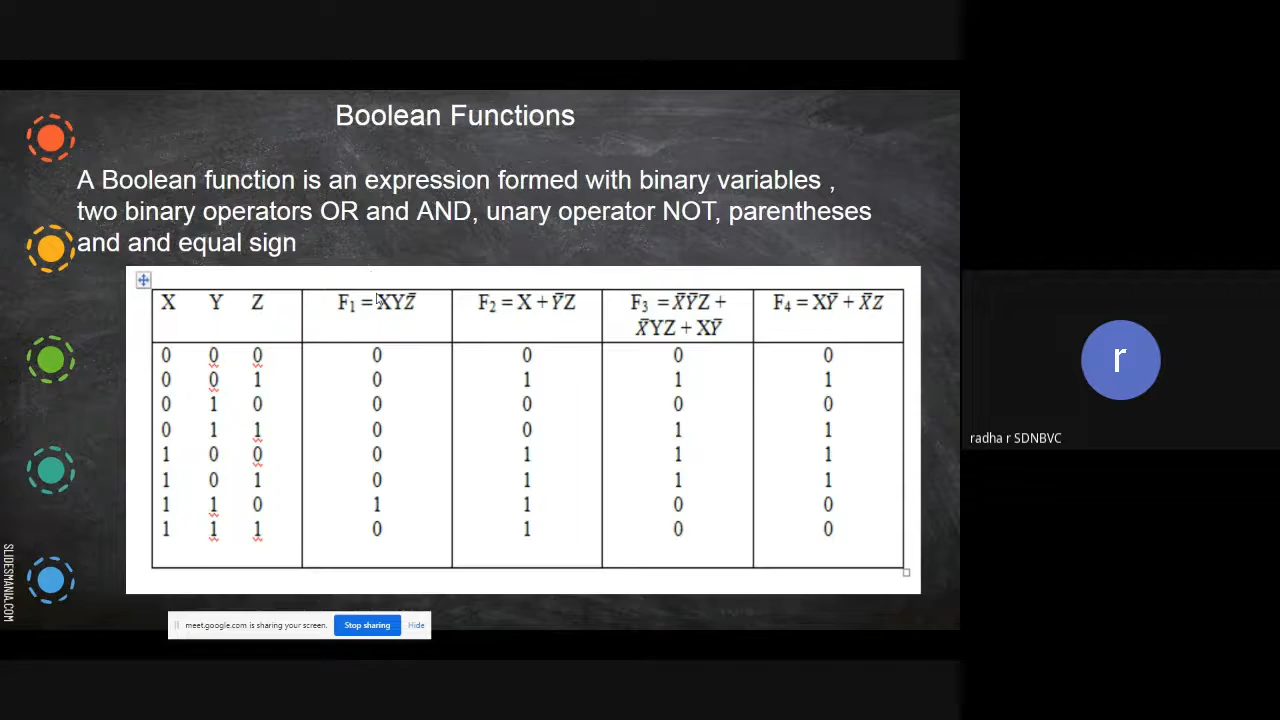 Boolean Functions
A Boolean function is an expression formed with binary variables ,
two binary operators OR and AND, unary operator NOT, parentheses
and and equal sign
X Y Z F₁ = XYZ̅ F₂ = X + Y̅Z F₃ = X̅Y̅Z + F₄ = XY̅ + X̅Z
X̅YZ + XY̅
0 0 0 0 0 0 0
0 0 1 0 1 1 1
0 1 0 0 0 0 0
0 1 1 0 0 1 1
1 0 0 0 1 1 1
1 0 1 0 1 1 1
1 1 0 1 1 0 0
1 1 1 0 1 0 0
SLIDESMANIA.COM
meet.google.com is sharing your screen. Stop sharing Hide
r
radha r SDNBVC